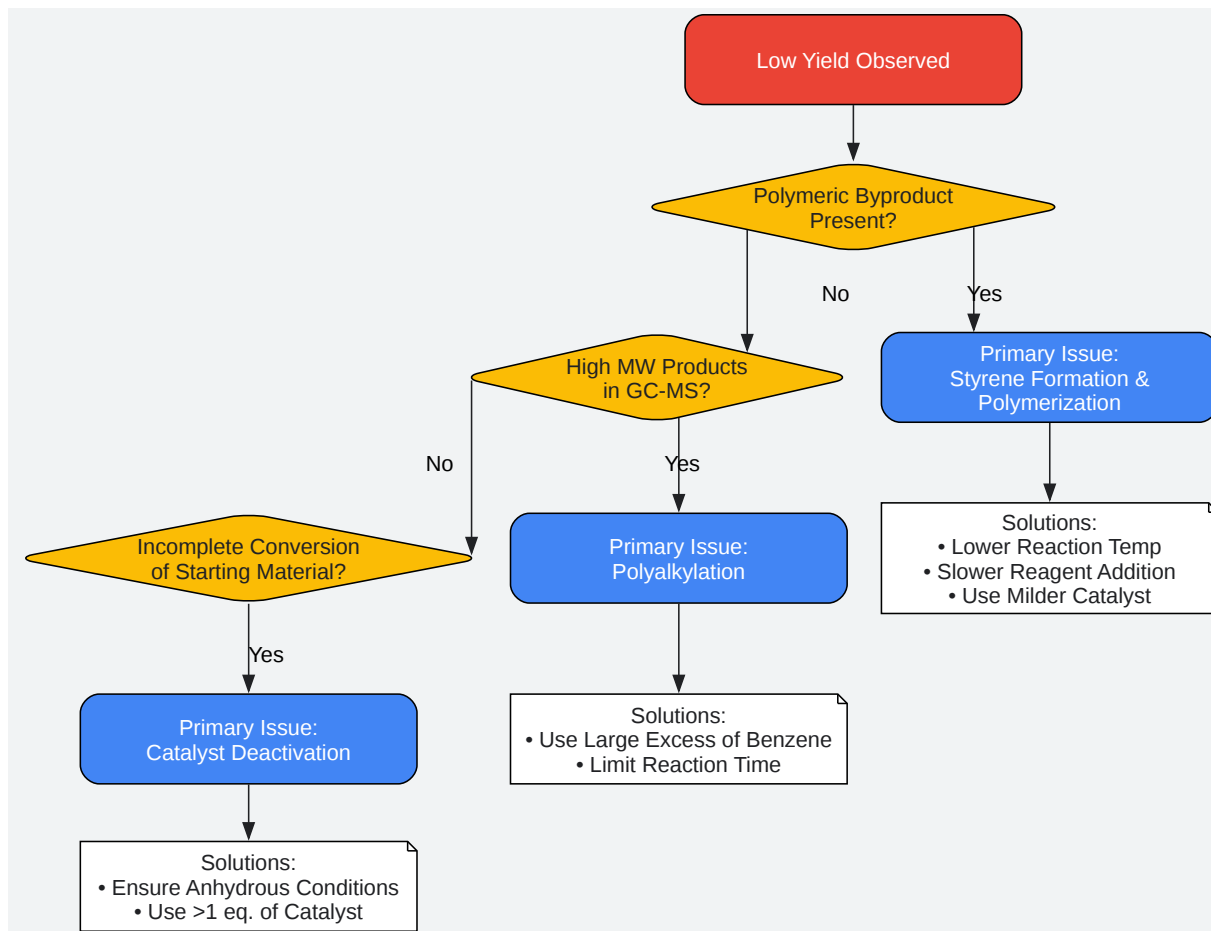 Low Yield Observed
Polymeric Byproduct
Present?
No
Yes
High MW Products
in GC-MS?
Primary Issue:
Styrene Formation &
Polymerization
No
Yes
Solutions:
• Lower Reaction Temp
• Slower Reagent Addition
• Use Milder Catalyst
Incomplete Conversion
of Starting Material?
Primary Issue:
Polyalkylation
Yes
Solutions:
• Use Large Excess of Benzene
• Limit Reaction Time
Primary Issue:
Catalyst Deactivation
Solutions:
• Ensure Anhydrous Conditions
• Use >1 eq. of Catalyst